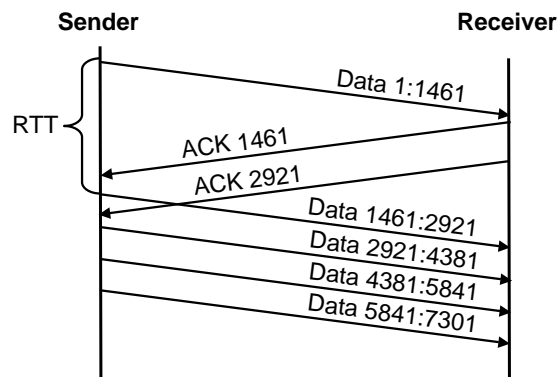 Sender
Receiver
Data 1:1461
RTT
ACK 1461
ACK 2921
Data 1461:2921
Data 2921:4381
Data 4381:5841
Data 5841:7301